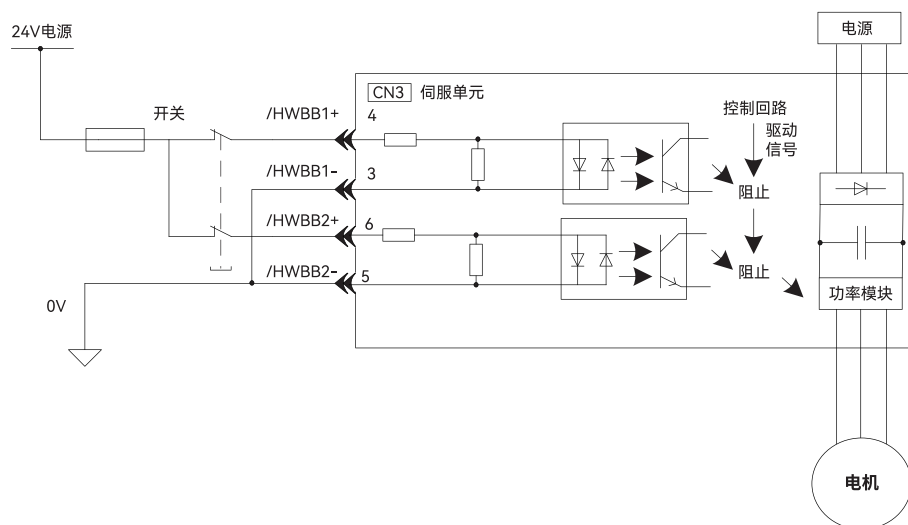 24V电源
电源
CN3 伺服单元
开关
/HWBB1+
4
控制回路
驱动
信号
/HWBB1-
3
阻止
/HWBB2+
6
/HWBB2-
5
阻止
0V
功率模块
电机